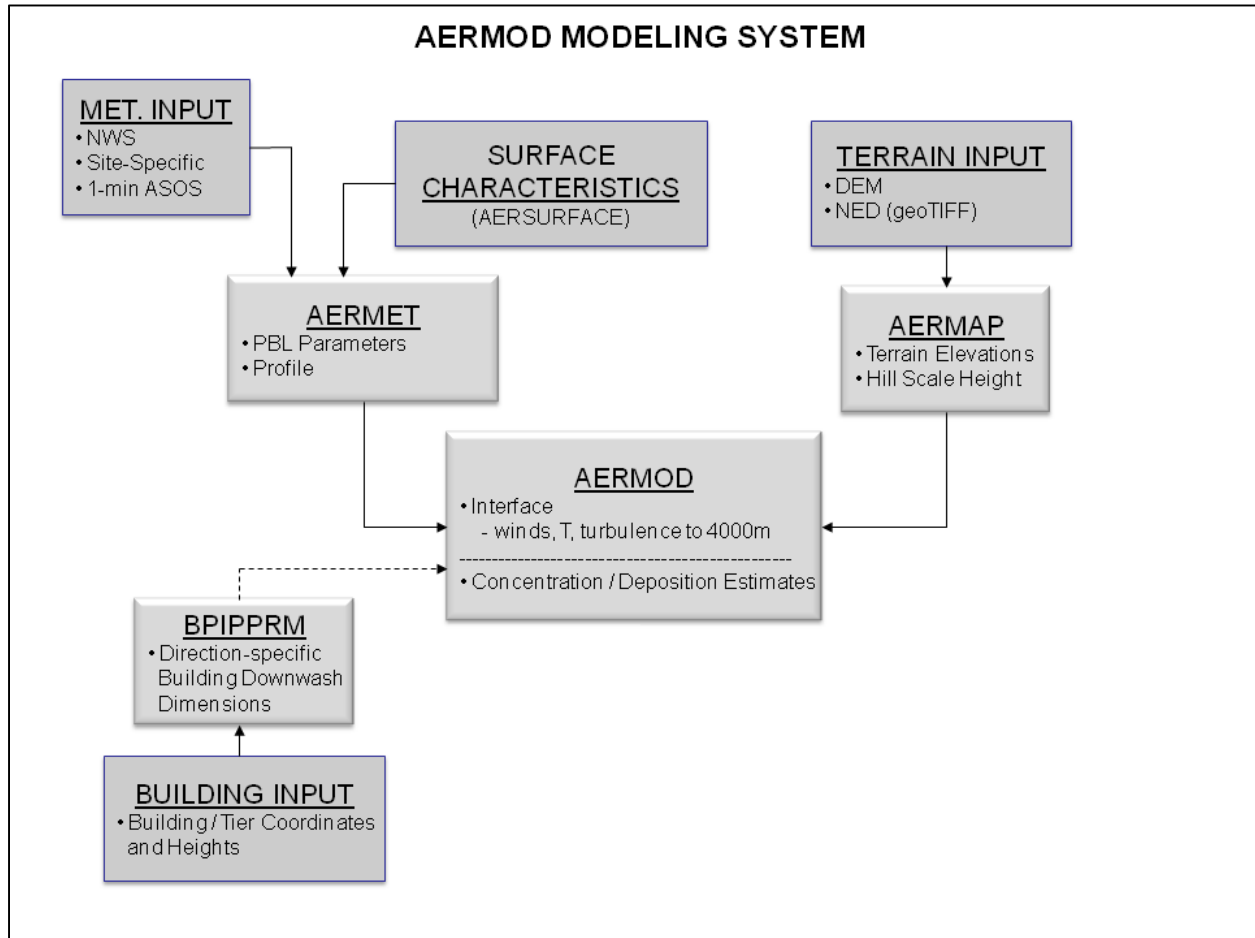 AERMOD MODELING SYSTEM
MET. INPUT
• NWS
• Site-Specific
• 1-min ASOS
SURFACE
CHARACTERISTICS
(AERSURFACE)
TERRAIN INPUT
• DEM
• NED (geoTIFF)
AERMET
• PBL Parameters
• Profile
AERMAP
• Terrain Elevations
• Hill Scale Height
AERMOD
• Interface
- winds, T, turbulence to 4000m
• Concentration / Deposition Estimates
BPIPPRM
• Direction-specific
Building Downwash
Dimensions
BUILDING INPUT
• Building / Tier Coordinates
and Heights